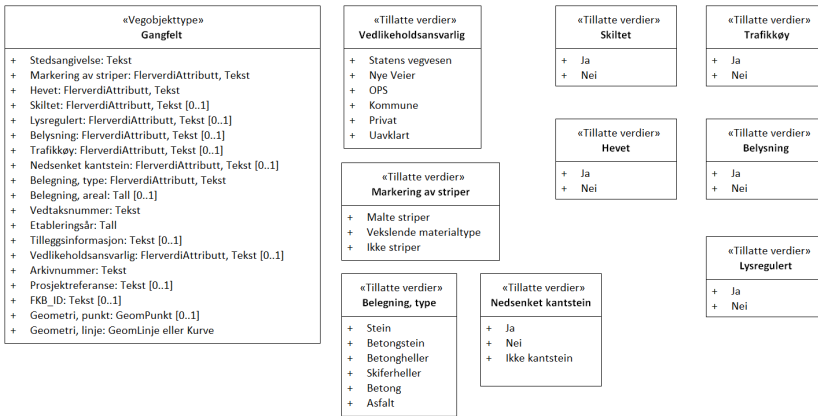 «Vegobjekttype»
Gangfelt
+ Stedsangivelse: Tekst
+ Markering av striper: FlerverdiAttributt, Tekst
+ Hevet: FlerverdiAttributt, Tekst
+ Skiltet: FlerverdiAttributt, Tekst [0..1]
+ Lysregulert: FlerverdiAttributt, Tekst [0..1]
+ Belysning: FlerverdiAttributt, Tekst [0..1]
+ Trafikkøy: FlerverdiAttributt, Tekst [0..1]
+ Nedsenket kantstein: FlerverdiAttributt, Tekst [0..1]
+ Belegning, type: FlerverdiAttributt, Tekst
+ Belegning, areal: Tall [0..1]
+ Vedtaksnummer: Tekst
+ Etableringsår: Tall
+ Tilleggsinformasjon: Tekst [0..1]
+ Vedlikeholdsansvarlig: FlerverdiAttributt, Tekst [0..1]
+ Arkivnummer: Tekst
+ Prosjektreferanse: Tekst [0..1]
+ FKB_ID: Tekst [0..1]
+ Geometri, punkt: GeomPunkt [0..1]
+ Geometri, linje: GeomLinje eller Kurve
«Tillatte verdier»
Vedlikeholdsansvarlig
+ Statens vegvesen
+ Nye Veier
+ OPS
+ Kommune
+ Privat
+ Uavklart
«Tillatte verdier»
Markering av striper
+ Malte striper
+ Vekslende materialtype
+ Ikke striper
«Tillatte verdier»
Belegning, type
+ Stein
+ Betongstein
+ Betongheller
+ Skiferheller
+ Betong
+ Asfalt
«Tillatte verdier»
Nedsenket kantstein
+ Ja
+ Nei
+ Ikke kantstein
«Tillatte verdier»
Skiltet
+ Ja
+ Nei
«Tillatte verdier»
Hevet
+ Ja
+ Nei
«Tillatte verdier»
Trafikkøy
+ Ja
+ Nei
«Tillatte verdier»
Belysning
+ Ja
+ Nei
«Tillatte verdier»
Lysregulert
+ Ja
+ Nei